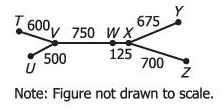 Y
T 600 V 750 W X 675
U 500 125 700 Z
Note: Figure not drawn to scale.